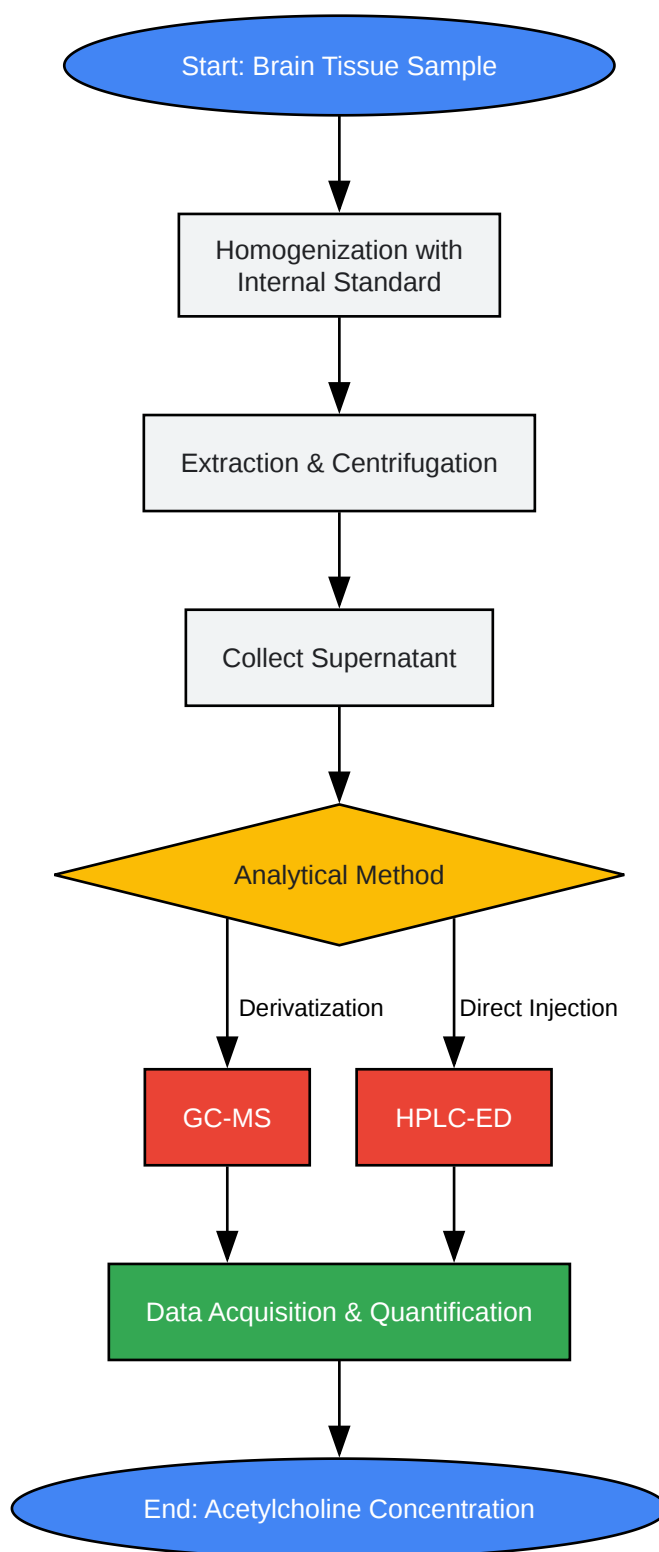 Start: Brain Tissue Sample
Homogenization with
Internal Standard
Extraction & Centrifugation
Collect Supernatant
Analytical Method
Derivatization
Direct Injection
GC-MS
HPLC-ED
Data Acquisition & Quantification
End: Acetylcholine Concentration